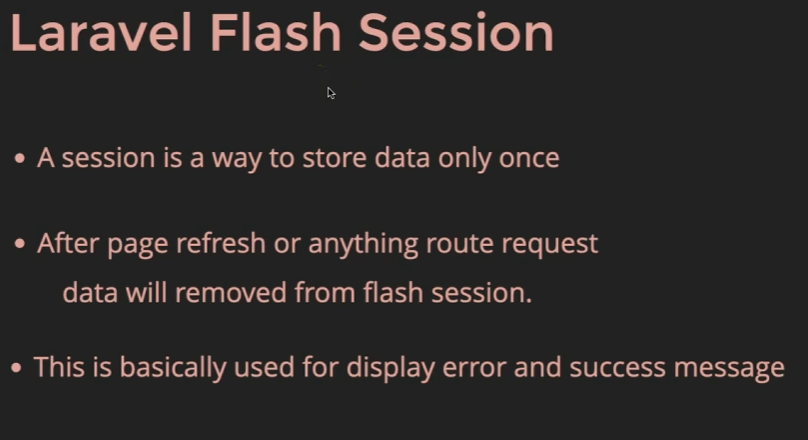 Laravel Flash Session
• A session is a way to store data only once
• After page refresh or anything route request
data will removed from flash session.
• This is basically used for display error and success message